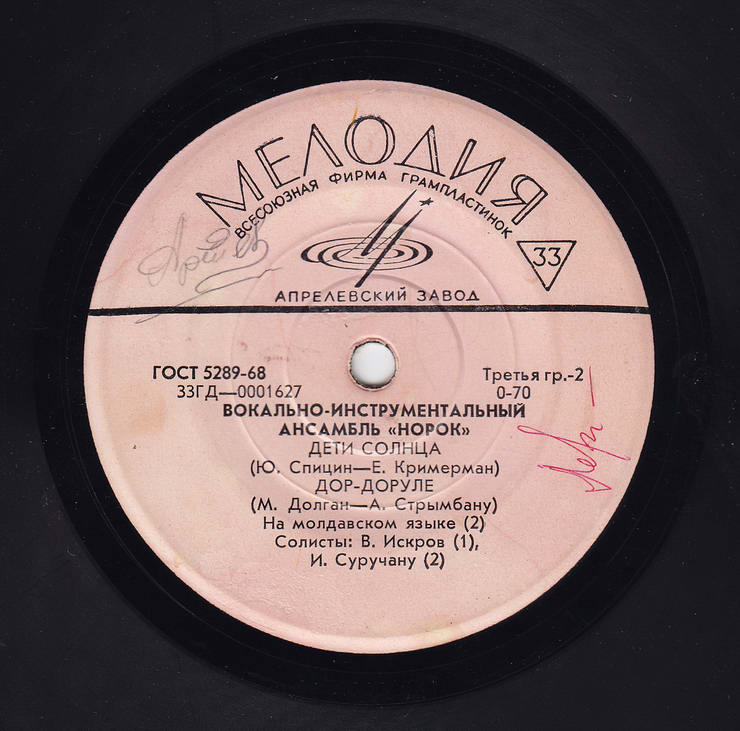 МЕЛОДИЯ
ВСЕСОЮЗНАЯ ФИРМА ГРАМПЛАСТИНОК
33
АПРЕЛЕВСКИЙ ЗАВОД
ГОСТ 5289-68
Третья гр.-2
33ГД—0001627
0-70
ВОКАЛЬНО-ИНСТРУМЕНТАЛЬНЫЙ
АНСАМБЛЬ «НОРОК»
ДЕТИ СОЛНЦА
(Ю. Спицин—Е. Кримерман)
ДОР-ДОРУЛЕ
(М. Долган—А. Стрымбану)
На молдавском языке (2)
Солисты: В. Искров (1),
И. Суручану (2)